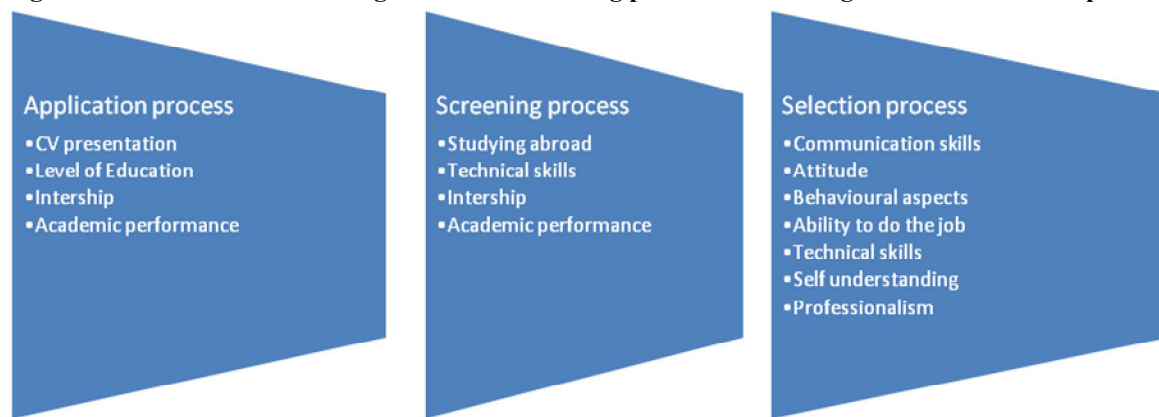 Application process
•CV presentation
•Level of Education
•Intership
•Academic performance
Screening process
•Studying abroad
•Technical skills
•Intership
•Academic performance
Selection process
•Communication skills
•Attitude
•Behavioural aspects
•Ability to do the job
•Technical skills
•Self understanding
•Professionalism